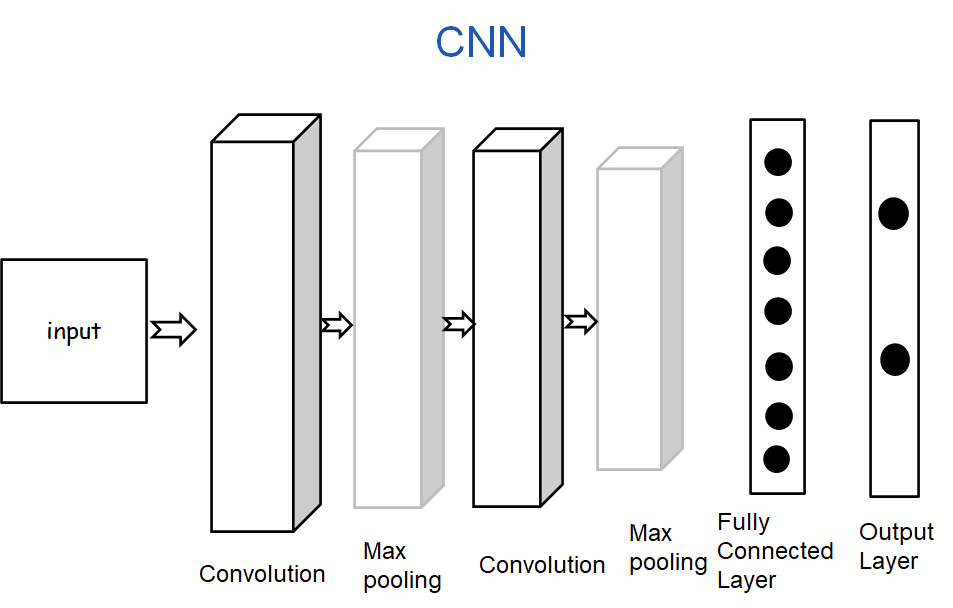 CNN
input
Convolution
Max
pooling
Convolution
Max
pooling
Fully
Connected
Layer
Output
Layer